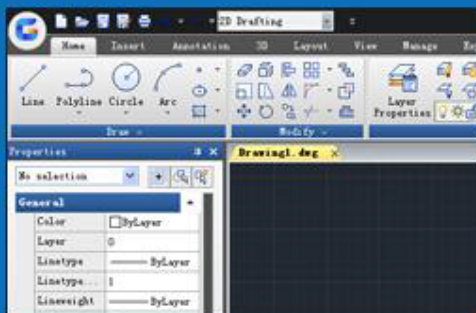 2D Drafting
Home Insert Annotation 3D Layout View Manage
Line Polyline Circle Arc
Layer
Properties
Draw Modify
Properties
Drawing1.dwg
No selection
General
Color ByLayer
Layer 0
Linetype ByLayer
Linetype... 1
Lineweight ByLayer